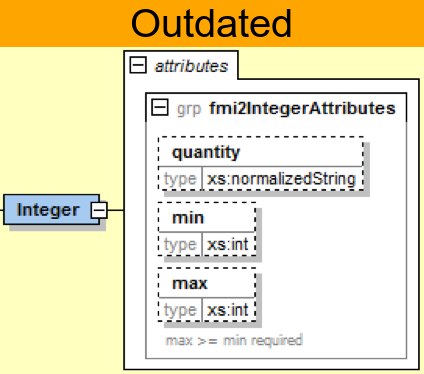 Outdated
attributes
grp fmi2IntegerAttributes
quantity
type xs:normalizedString
Integer
min
type xs:int
max
type xs:int
max >= min required